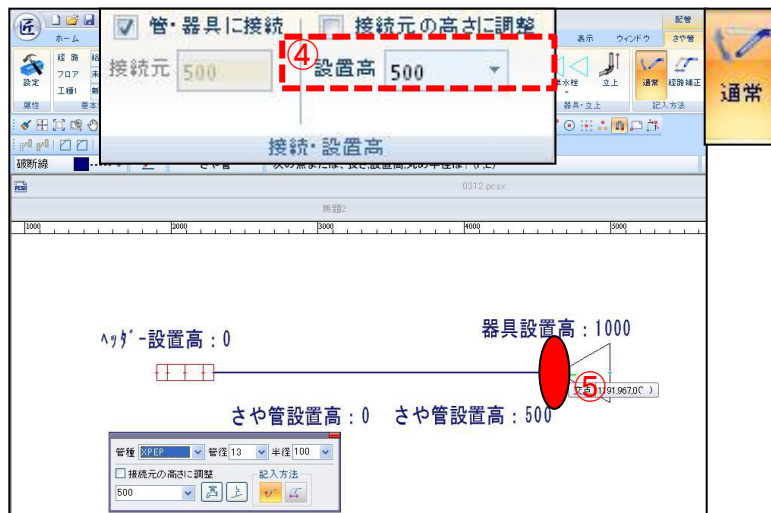 匠
ホーム
設定
経路
フロア
工種1
属性
管・器具に接続
接続元の高さに調整
④
接続元 500
設置高 500
接続・設置高
表示 ウィンドウ
配管
さや管
水栓
立上
通常
経路補正
器具・立上
記入方法
通常
破断線
さや管
0312.pcsx
無題2
1000 2000 3000 4000 5000
ヘッダｰ設置高：0
器具設置高：1000
⑤
さや管設置高：0 さや管設置高：500
管種 XPEP 管径 13 半径 100
接続元の高さに調整
記入方法
500